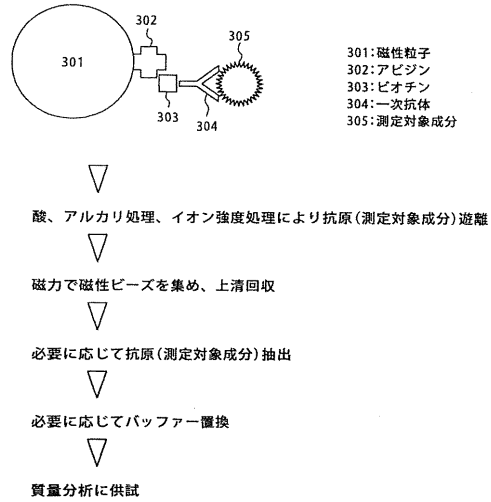 302
305
301
303
304
301:磁性粒子
302:アビジン
303:ビオチン
304:一次抗体
305:測定対象成分
酸、アルカリ処理、イオン強度処理により抗原(測定対象成分)遊離
磁力で磁性ビーズを集め、上清回収
必要に応じて抗原(測定対象成分)抽出
必要に応じてバッファー置換
質量分析に供試